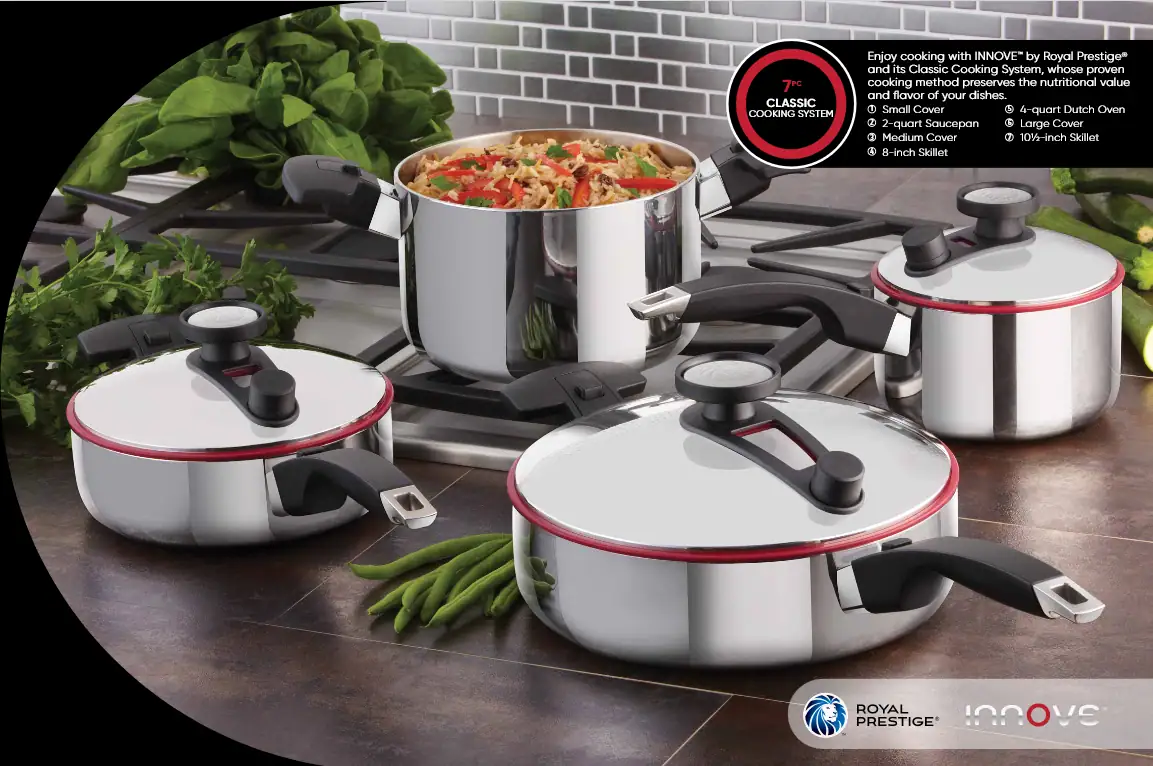 7PC
CLASSIC
COOKING SYSTEM
Enjoy cooking with INNOVE™ by Royal Prestige®
and its Classic Cooking System, whose proven
cooking method preserves the nutritional value
and flavor of your dishes.
① Small Cover
② 2-quart Saucepan
③ Medium Cover
④ 8-inch Skillet
⑤ 4-quart Dutch Oven
⑥ Large Cover
⑦ 10½-inch Skillet
ROYAL
PRESTIGE®
INNOVE™